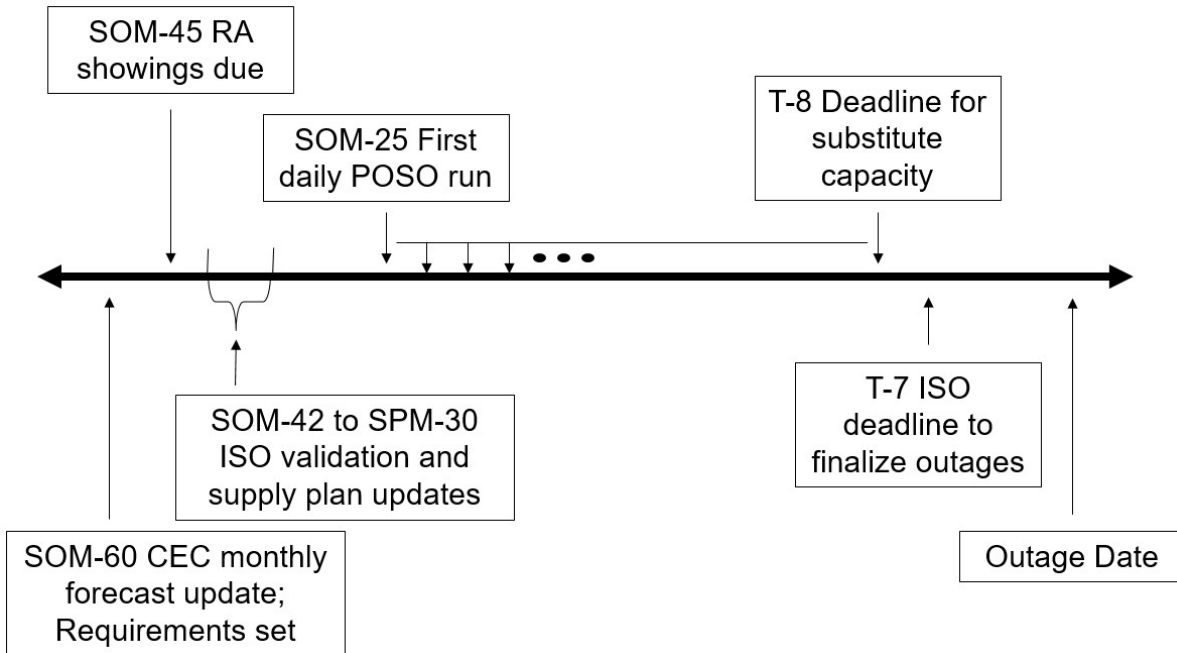 SOM-45 RA
showings due
SOM-25 First
daily POSO run
T-8 Deadline for
substitute
capacity
SOM-42 to SPM-30
ISO validation and
supply plan updates
T-7 ISO
deadline to
finalize outages
SOM-60 CEC monthly
forecast update;
Requirements set
Outage Date